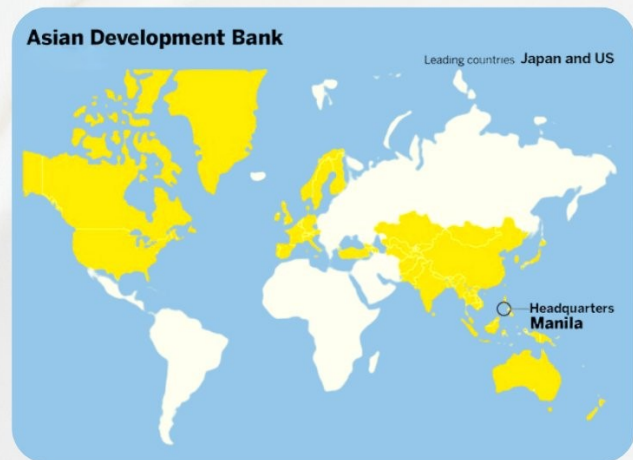 Asian Development Bank
Leading countries Japan and US
Headquarters
Manila